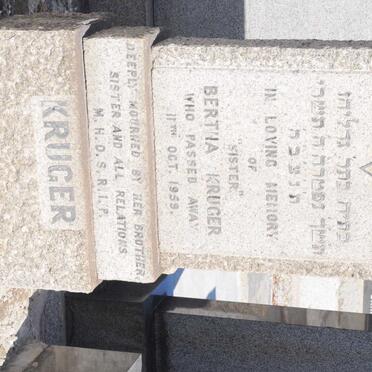 נפטרה
ת נ צ ב ה
IN LOVING MEMORY
OF
"SISTER"
BERTHA KRUGER
WHO PASSED AWAY
11TH OCT. 1959
DEEPLY MOURNED BY HER BROTHER
SISTER AND ALL RELATIONS
M.H.D.S.R.I.P.
KRUGER